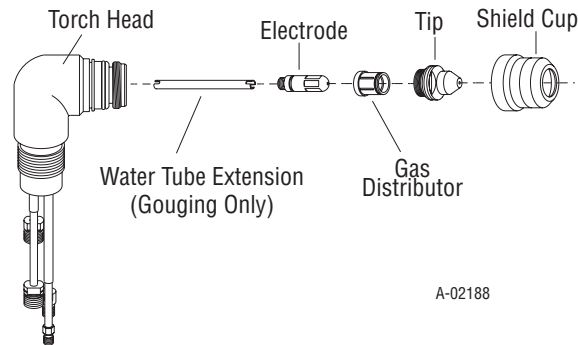 Torch Head
Electrode
Tip
Shield Cup
Water Tube Extension
(Gouging Only)
Gas
Distributor
A-02188